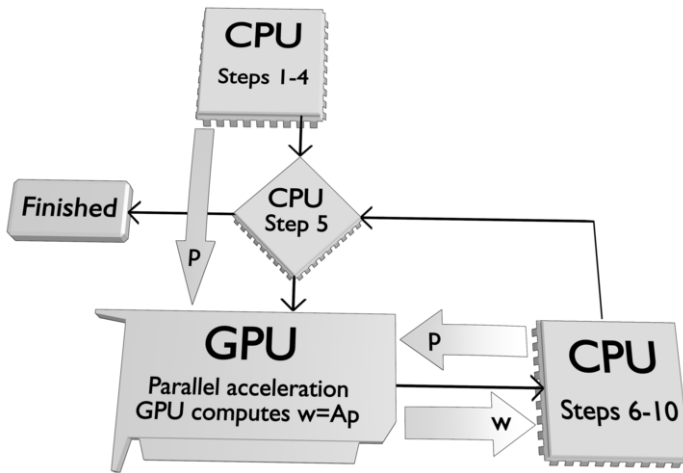 CPU
Steps 1-4
CPU
Step 5
Finished
P
GPU
Parallel acceleration
GPU computes w=Ap
P
w
CPU
Steps 6-10